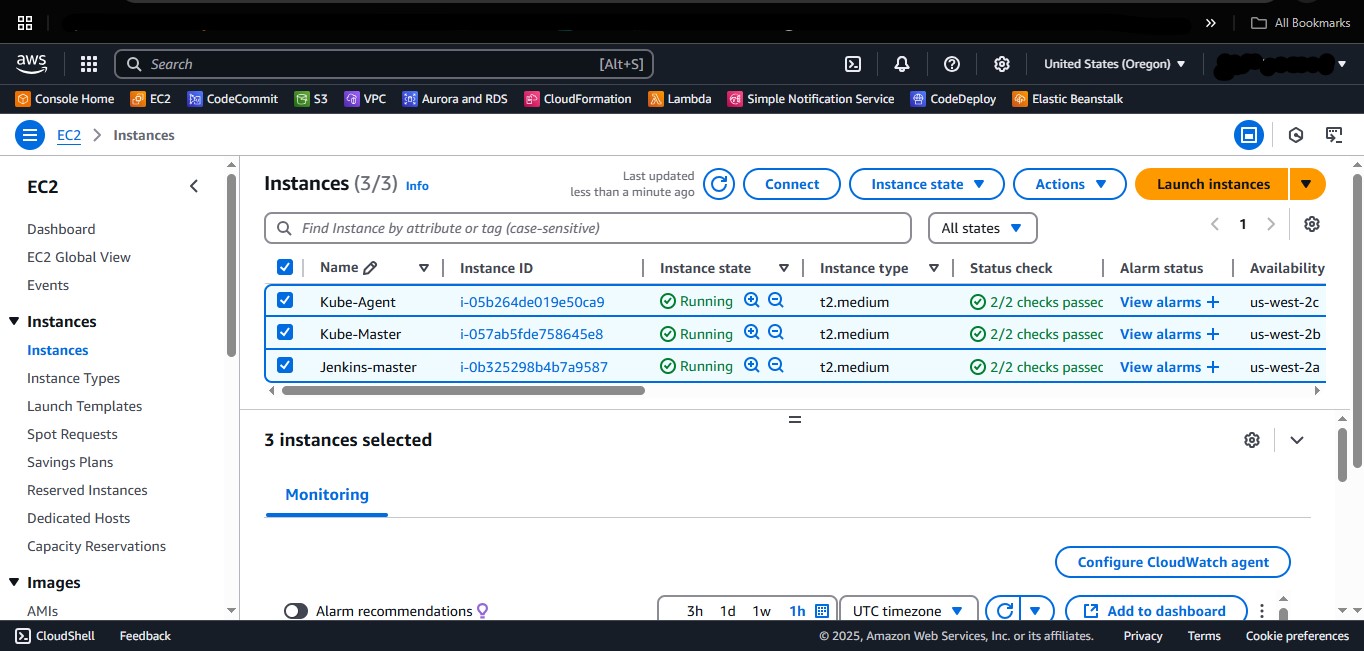 All Bookmarks
aws Search [Alt+S] United States (Oregon)
Console Home EC2 CodeCommit S3 VPC Aurora and RDS CloudFormation Lambda Simple Notification Service CodeDeploy Elastic Beanstalk
EC2 Instances
EC2
Dashboard
EC2 Global View
Events
Instances
Instances
Instance Types
Launch Templates
Spot Requests
Savings Plans
Reserved Instances
Dedicated Hosts
Capacity Reservations
Images
AMIs
Instances (3/3) Info
Last updated
less than a minute ago
Connect Instance state Actions Launch instances
Find Instance by attribute or tag (case-sensitive) All states 1
Name Instance ID Instance state Instance type Status check Alarm status Availability
Kube-Agent i-05b264de019e50ca9 Running t2.medium 2/2 checks passec View alarms + us-west-2c
Kube-Master i-057ab5fde758645e8 Running t2.medium 2/2 checks passec View alarms + us-west-2b
Jenkins-master i-0b325298b4b7a9587 Running t2.medium 2/2 checks passec View alarms + us-west-2a
3 instances selected
Monitoring
Configure CloudWatch agent
Alarm recommendations 3h 1d 1w 1h UTC timezone Add to dashboard
CloudShell Feedback © 2025, Amazon Web Services, Inc. or its affiliates. Privacy Terms Cookie preferences